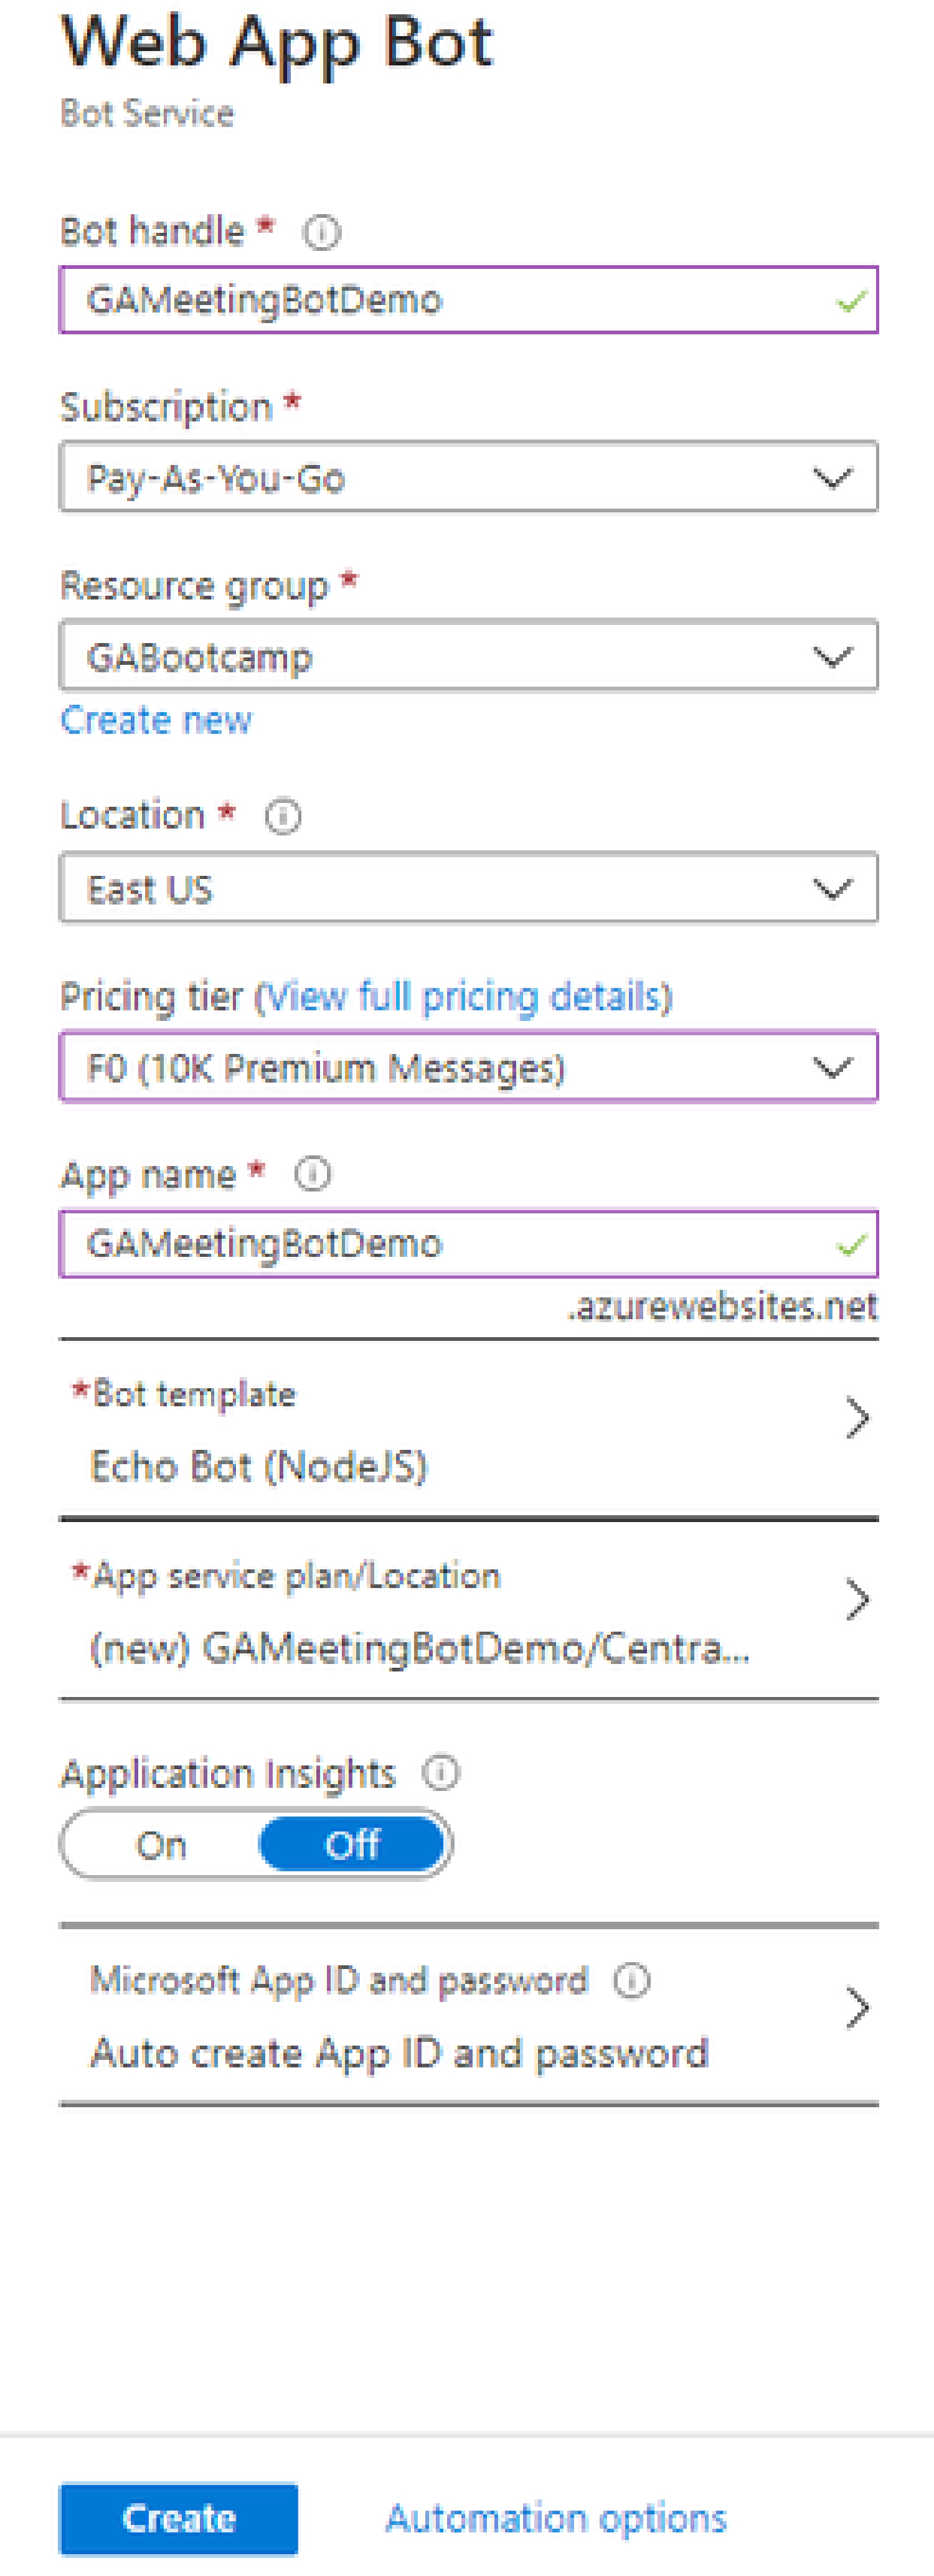 Web App Bot
Bot Service
Bot handle *
GAMeetingBotDemo
Subscription *
Pay-As-You-Go
Resource group *
GABootcamp
Create new
Location *
East US
Pricing tier (View full pricing details)
F0 (10K Premium Messages)
App name *
GAMeetingBotDemo
.azurewebsites.net
*Bot template
Echo Bot (NodeJS)
*App service plan/Location
(new) GAMeetingBotDemo/Centra...
Application Insights
On Off
Microsoft App ID and password
Auto create App ID and password
Create Automation options